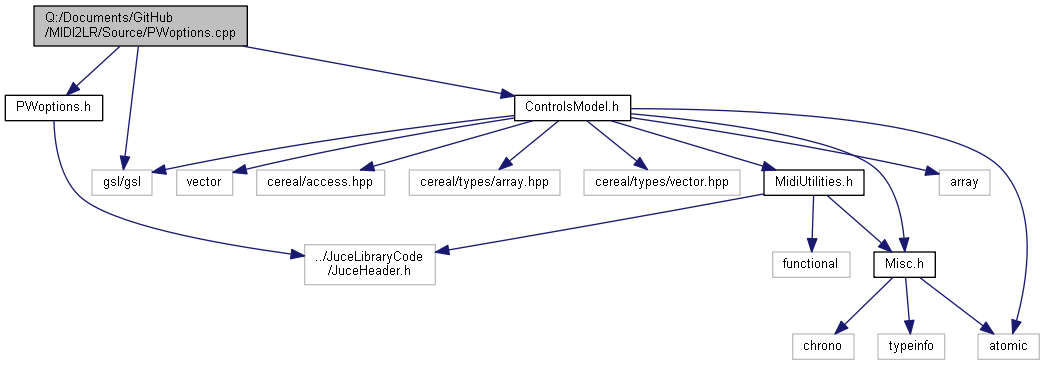 Q:/Documents/GitHub
/MIDI2LR/Source/PWoptions.cpp
PWoptions.h
ControlsModel.h
gsl/gsl
vector
cereal/access.hpp
cereal/types/array.hpp
cereal/types/vector.hpp
MidiUtilities.h
array
../JuceLibraryCode
/JuceHeader.h
functional
Misc.h
chrono
typeinfo
atomic